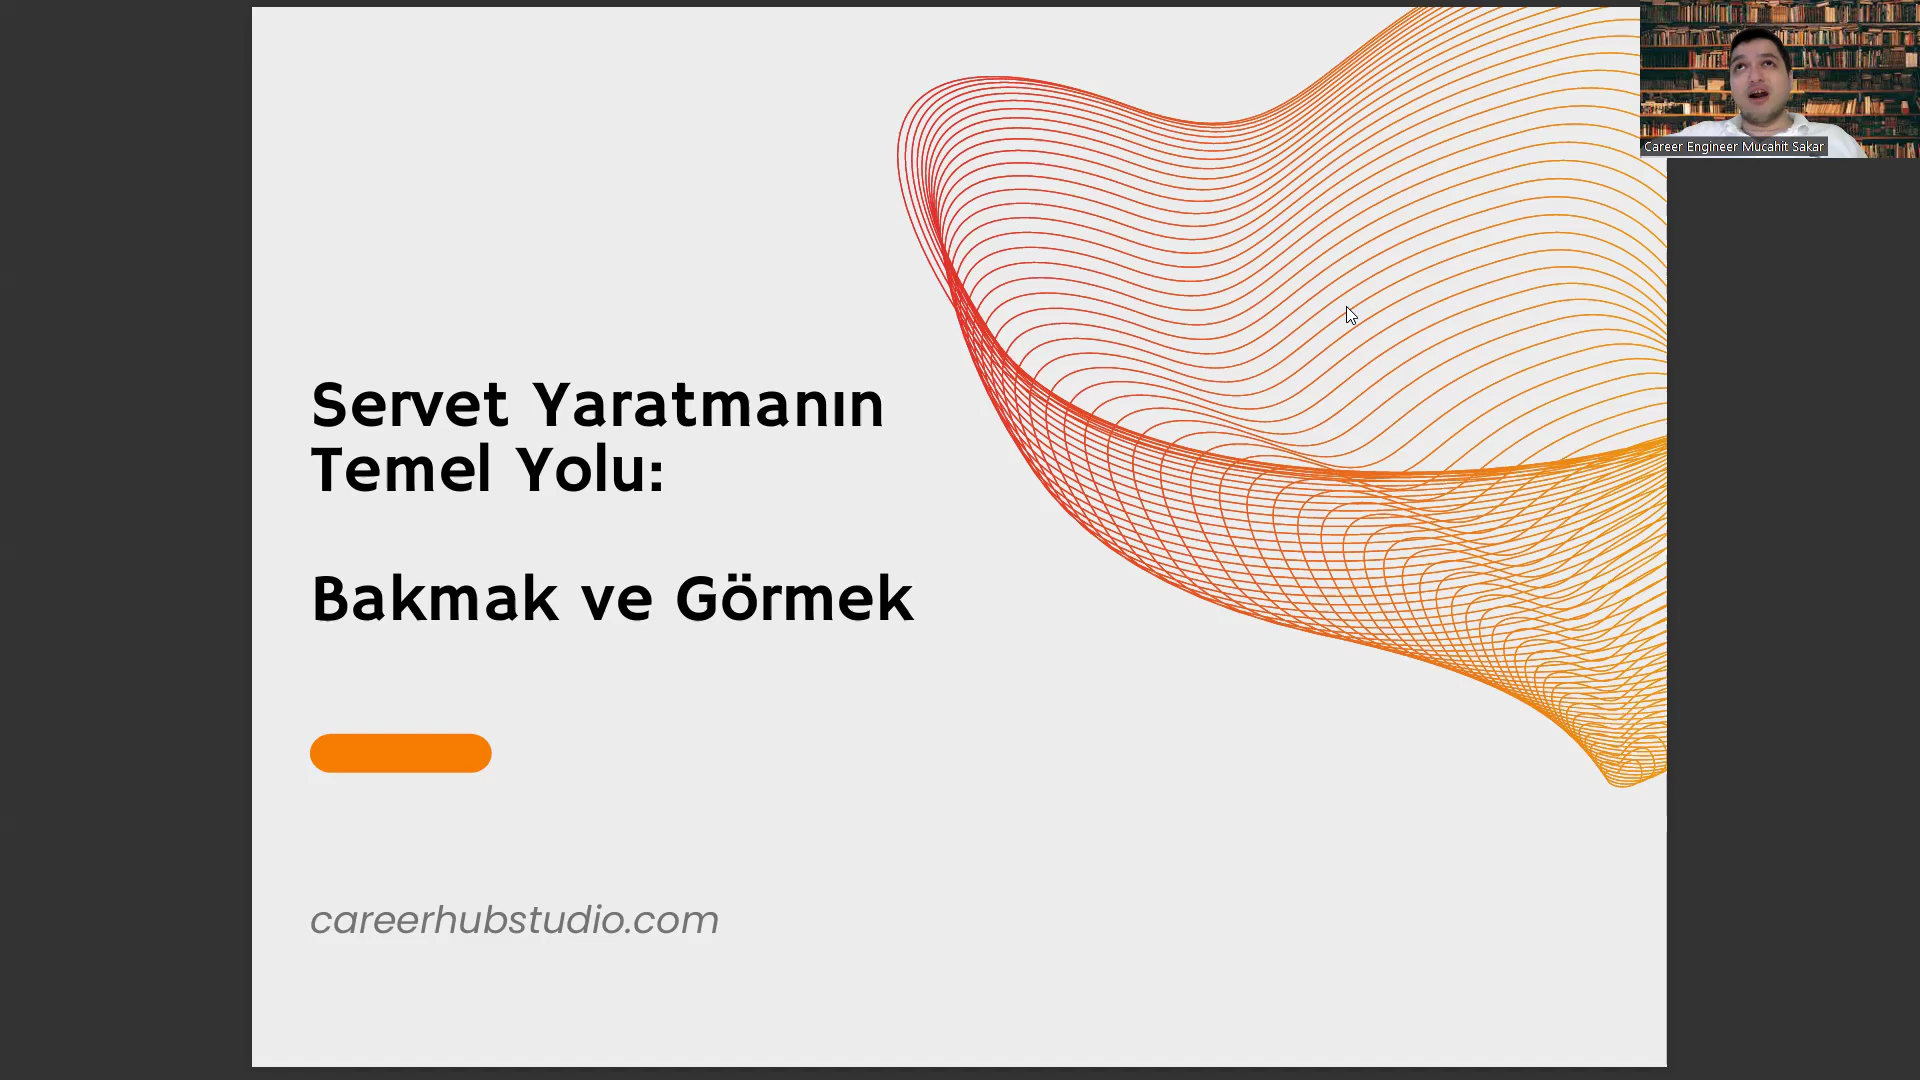 Career Engineer Mucahit Sakar
Servet Yaratmanın
Temel Yolu:
Bakmak ve Görmek
careerhubstudio.com